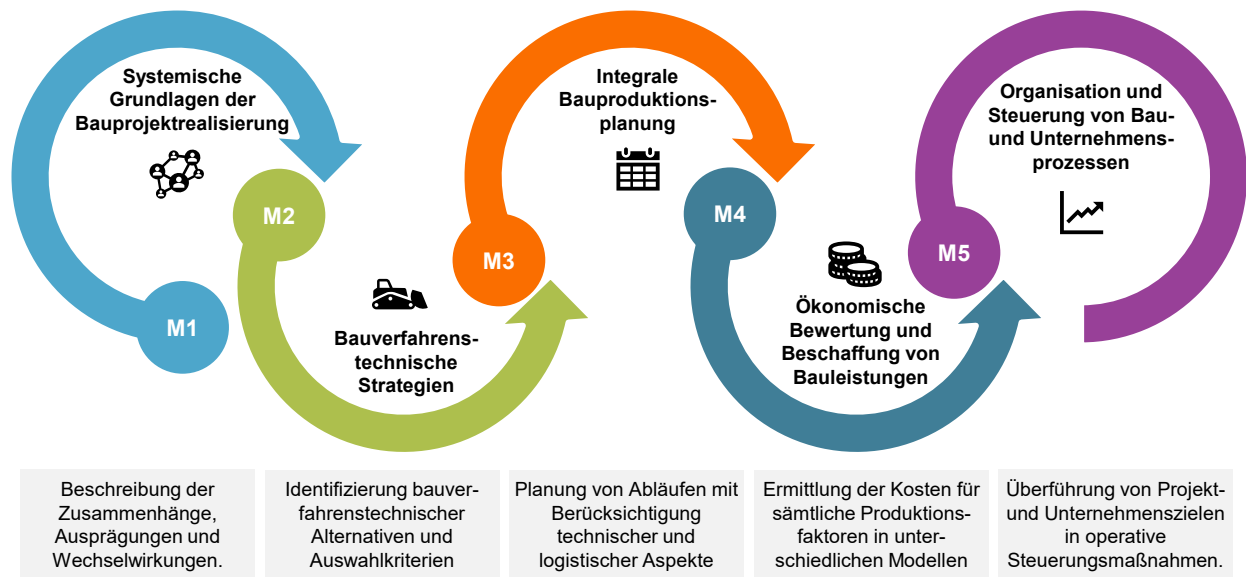 Systemische
Grundlagen der
Bauprojektrealisierung
M1
M2
Bauverfahrens-
technische
Strategien
Integrale
Bauproduktions-
planung
M3
M4
Ökonomische
Bewertung und
Beschaffung von
Bauleistungen
Organisation und
Steuerung von Bau-
und Unternehmens-
prozessen
M5
Beschreibung der
Zusammenhänge,
Ausprägungen und
Wechselwirkungen.
Identifizierung bauver-
fahrenstechnischer
Alternativen und
Auswahlkriterien
Planung von Abläufen mit
Berücksichtigung
technischer und
logistischer Aspekte
Ermittlung der Kosten für
sämtliche Produktions-
faktoren in unter-
schiedlichen Modellen
Überführung von Projekt-
und Unternehmenszielen
in operative
Steuerungsmaßnahmen.